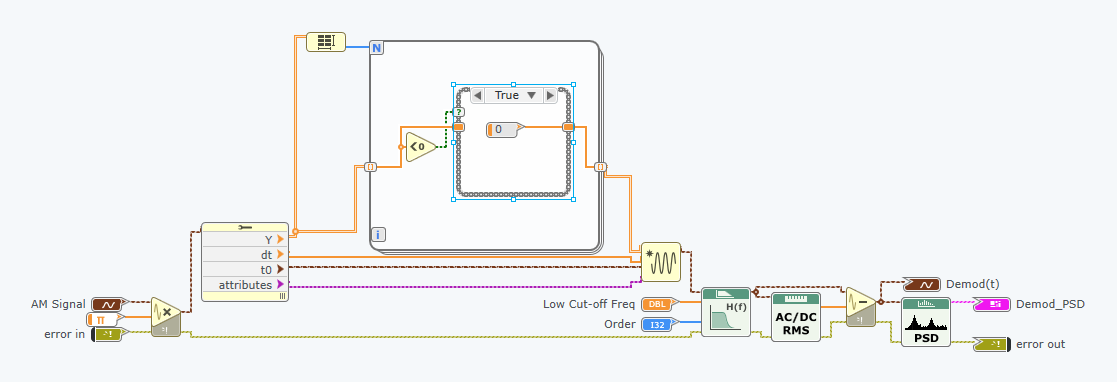 N
True
?
0
<0
[ ]
[ ]
i
Y
dt
t0
attributes
AM Signal
π
error in
Low Cut-off Freq
DBL
Order
I32
H(f)
AC/DC
RMS
PSD
Demod(t)
Demod_PSD
error out